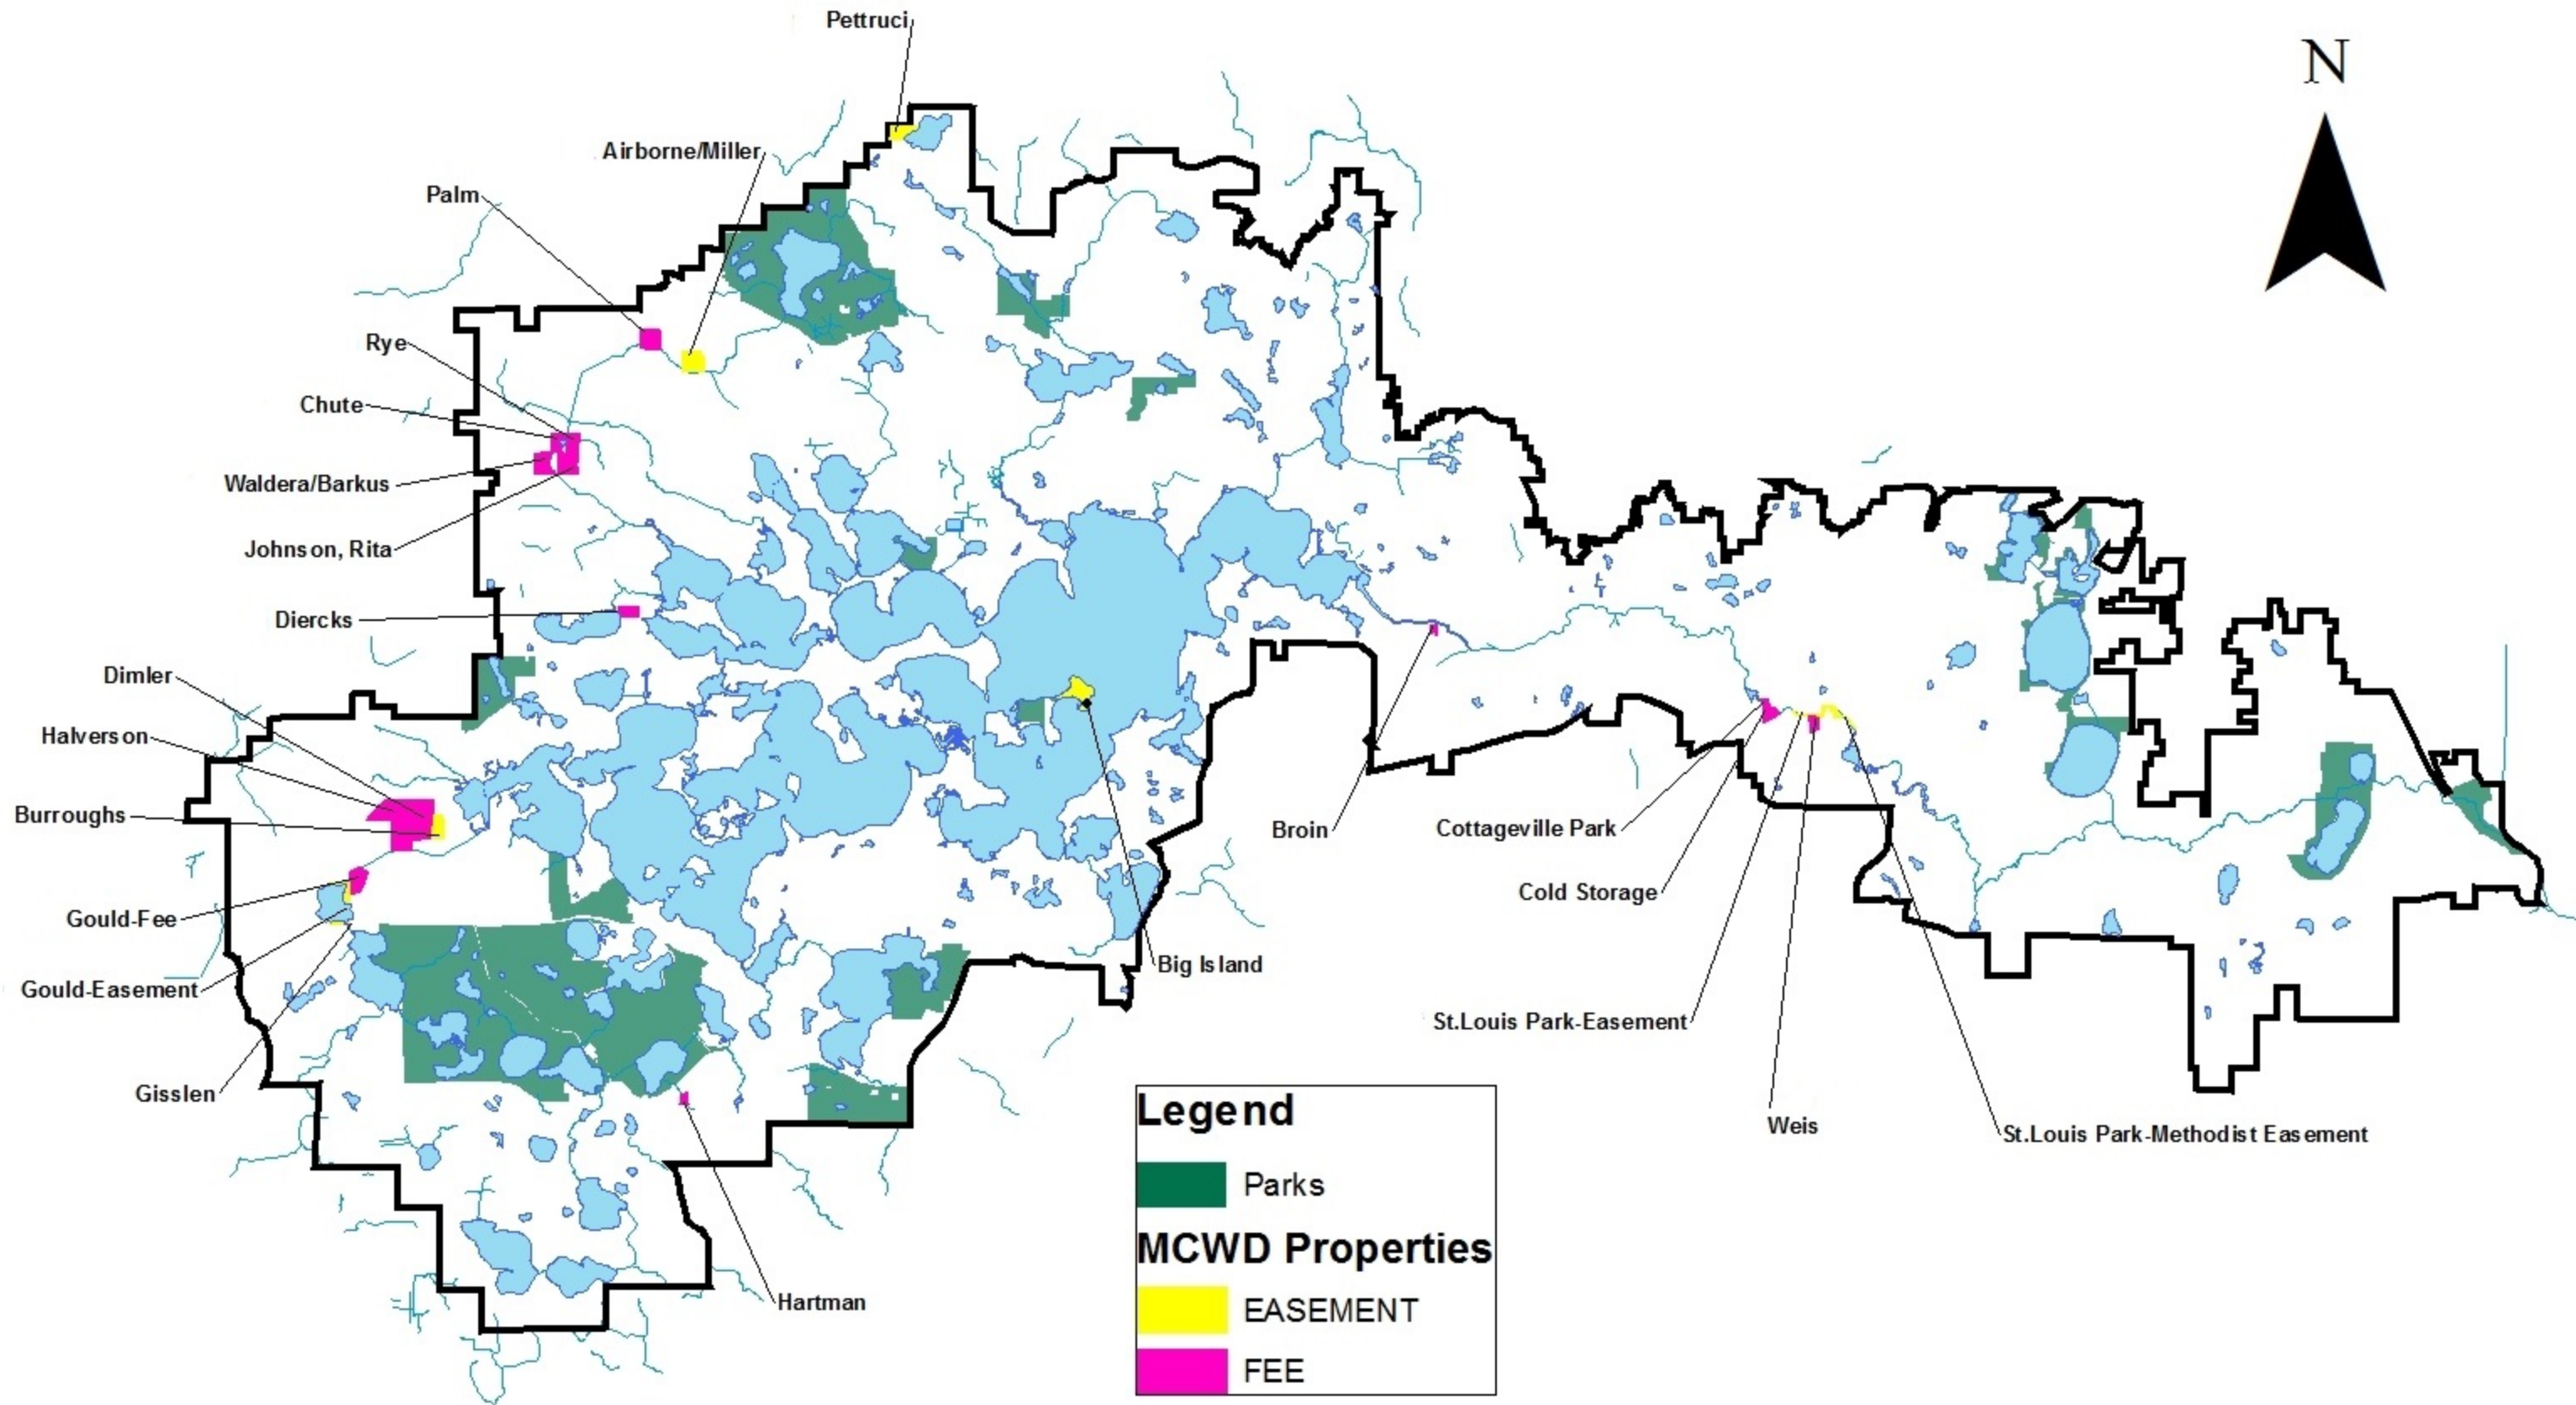 Pettruci
N
Airborne/Miller
Palm
Rye
Chute
Waldera/Barkus
Johnson, Rita
Diercks
Dimler
Halverson
Burroughs
Gould-Fee
Gould-Easement
Gisslen
Hartman
Big Island
Broin
Cottageville Park
Cold Storage
St.Louis Park-Easement
Weis
St.Louis Park-Methodist Easement
Legend
Parks
MCWD Properties
EASEMENT
FEE